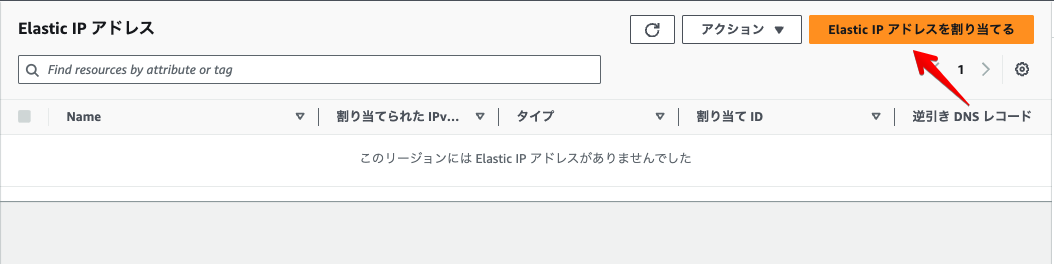 Elastic IP アドレス
アクション
Elastic IP アドレスを割り当てる
Find resources by attribute or tag
1
Name
割り当てられた IPv...
タイプ
割り当て ID
逆引き DNS レコード
このリージョンには Elastic IP アドレスがありませんでした